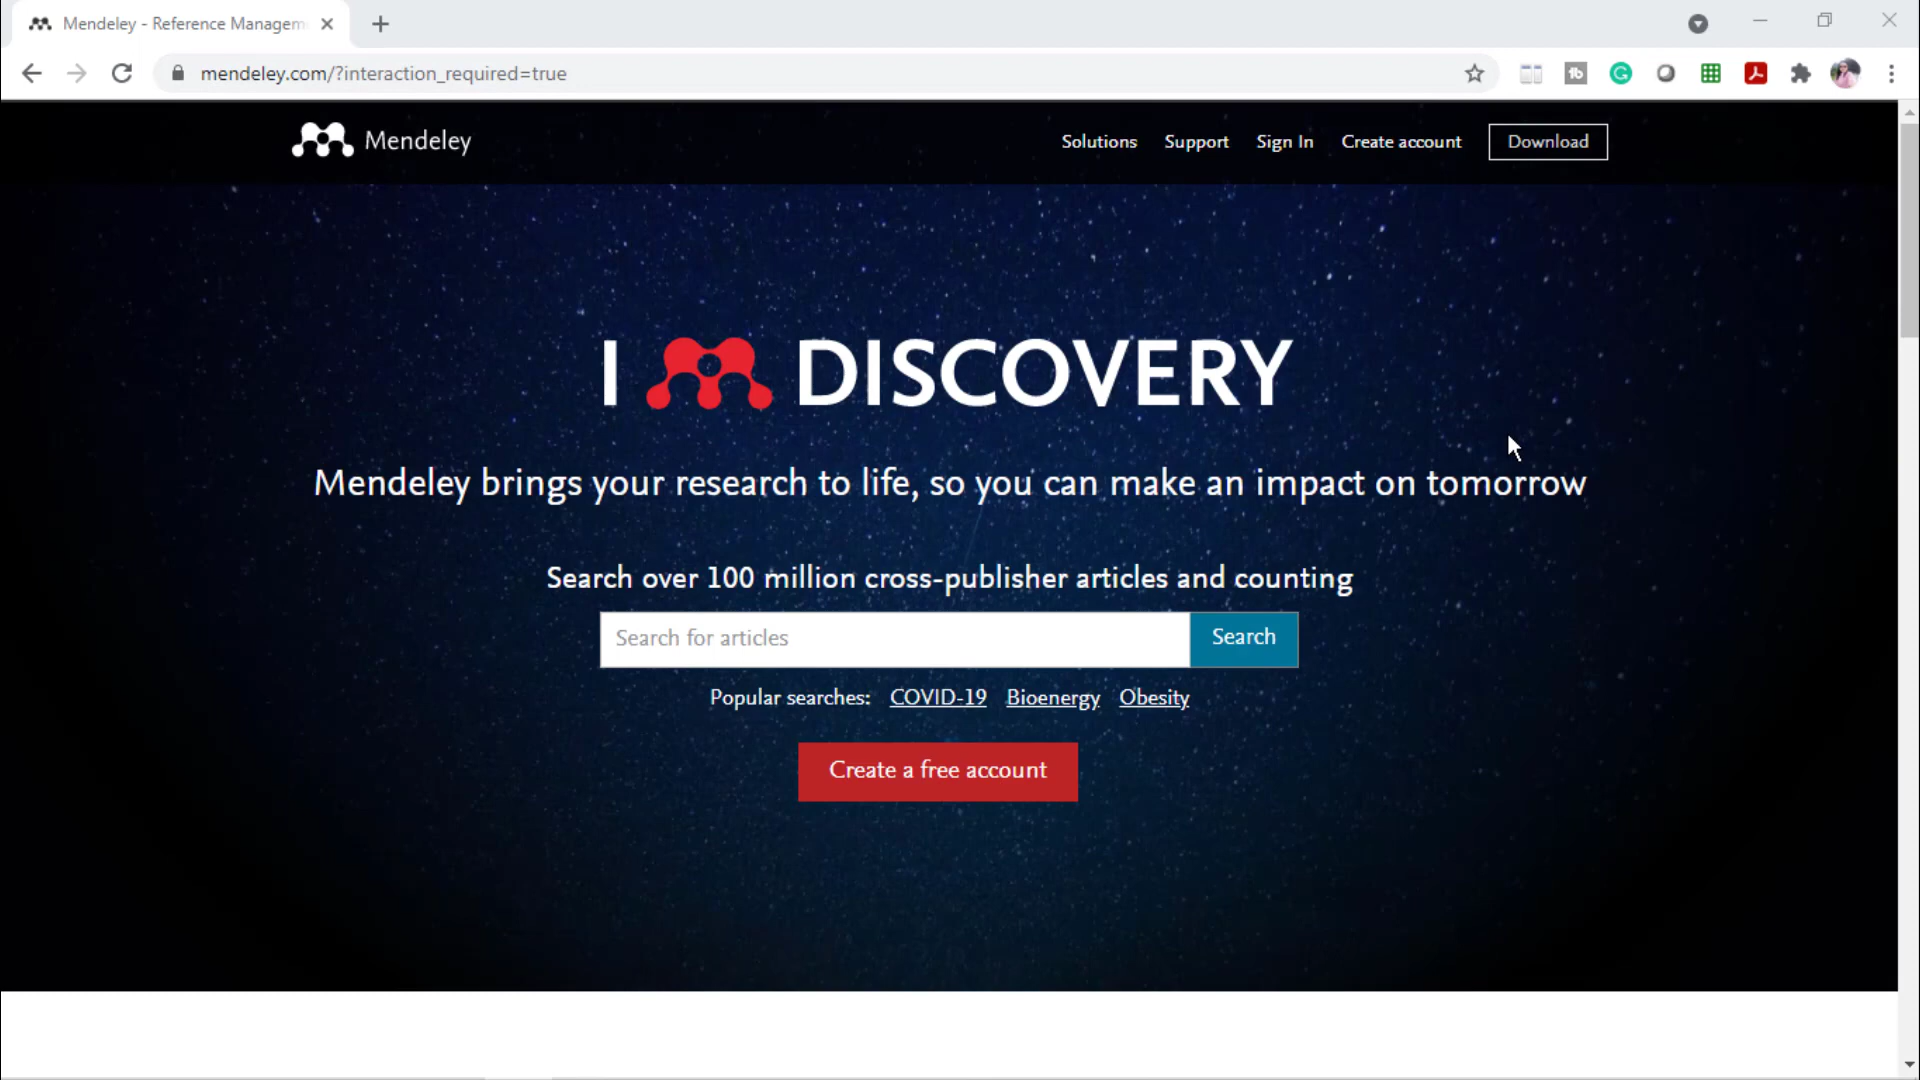 Mendeley - Reference Managem
mendeley.com/?interaction_required=true
Mendeley
Solutions Support Sign In Create account Download
I DISCOVERY
Mendeley brings your research to life, so you can make an impact on tomorrow
Search over 100 million cross-publisher articles and counting
Search for articles Search
Popular searches: COVID-19 Bioenergy Obesity
Create a free account